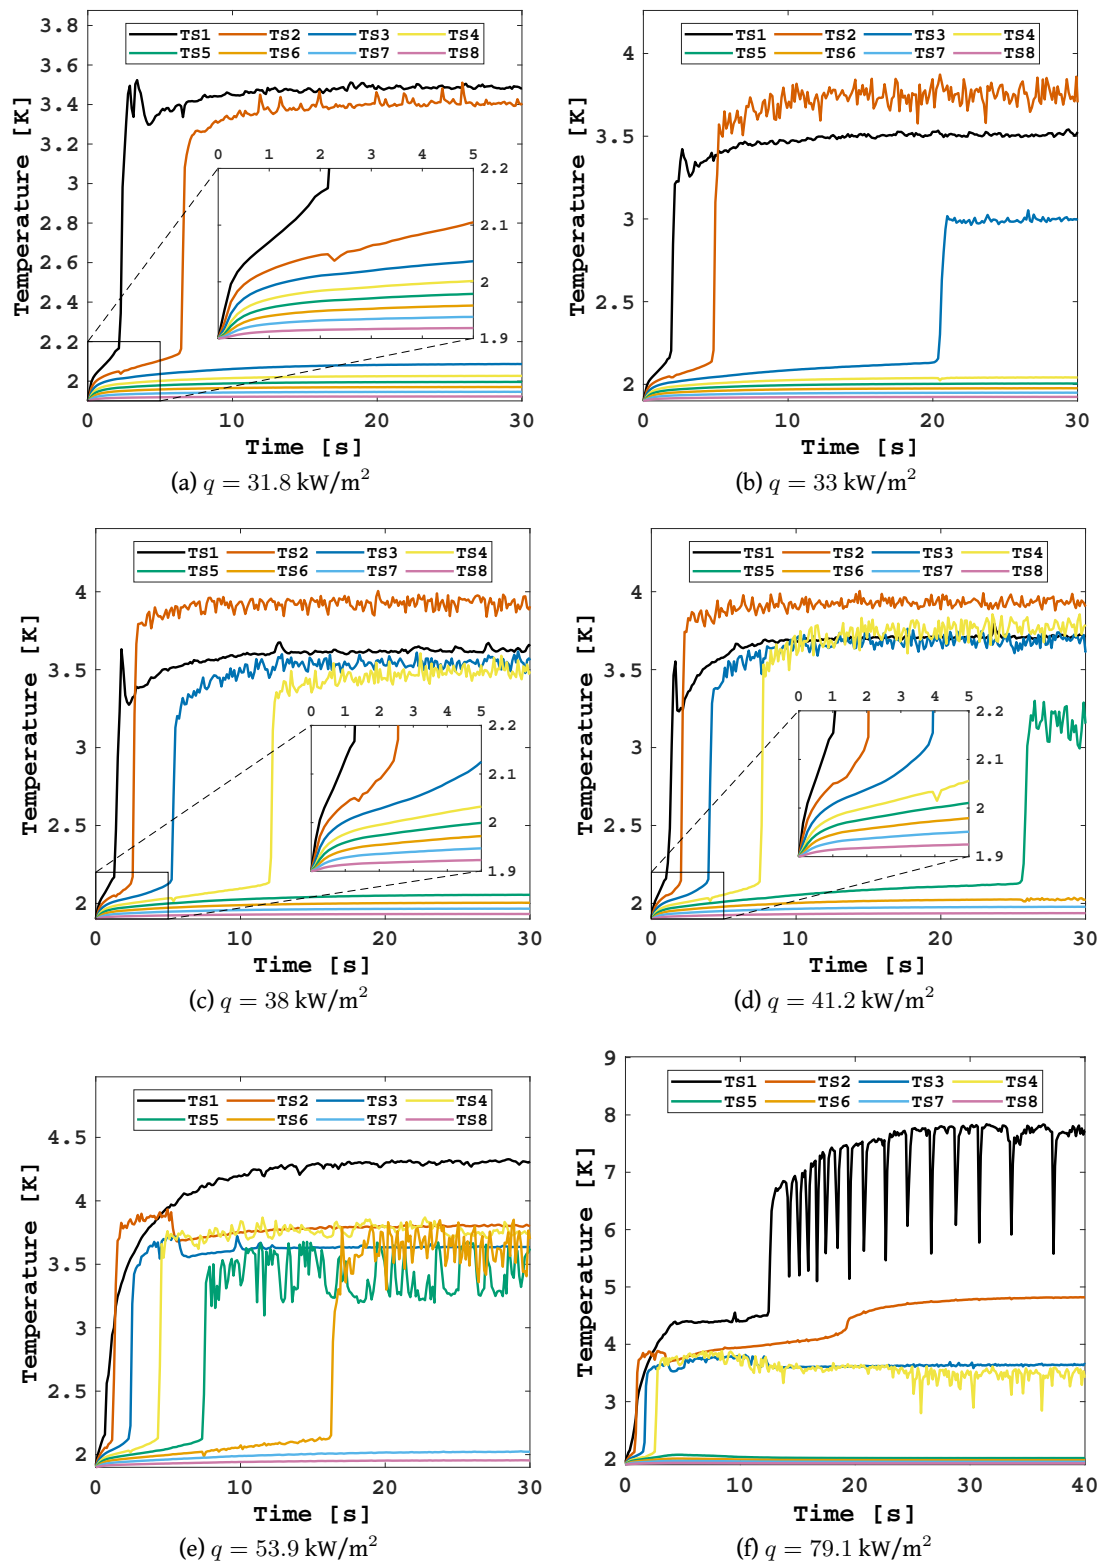 TS1 TS2 TS3 TS4
TS5 TS6 TS7 TS8
Temperature [K]
3.8
3.6
3.4
3.2
3
2.8
2.6
2.4
2.2
2
0 1 2 3 4 5
2.2
2.1
2
1.9
0 10 20 30
Time [s]
(a) q = 31.8 kW/m²
TS1 TS2 TS3 TS4
TS5 TS6 TS7 TS8
Temperature [K]
4
3.5
3
2.5
2
0 10 20 30
Time [s]
(b) q = 33 kW/m²
TS1 TS2 TS3 TS4
TS5 TS6 TS7 TS8
Temperature [K]
4
3.5
3
2.5
2
0 1 2 3 4 5
2.2
2.1
2
1.9
0 10 20 30
Time [s]
(c) q = 38 kW/m²
TS1 TS2 TS3 TS4
TS5 TS6 TS7 TS8
Temperature [K]
4
3.5
3
2.5
2
0 1 2 3 4 5
2.2
2.1
2
1.9
0 10 20 30
Time [s]
(d) q = 41.2 kW/m²
TS1 TS2 TS3 TS4
TS5 TS6 TS7 TS8
Temperature [K]
4.5
4
3.5
3
2.5
2
0 10 20 30
Time [s]
(e) q = 53.9 kW/m²
TS1 TS2 TS3 TS4
TS5 TS6 TS7 TS8
Temperature [K]
9
8
7
6
5
4
3
2
0 10 20 30 40
Time [s]
(f) q = 79.1 kW/m²